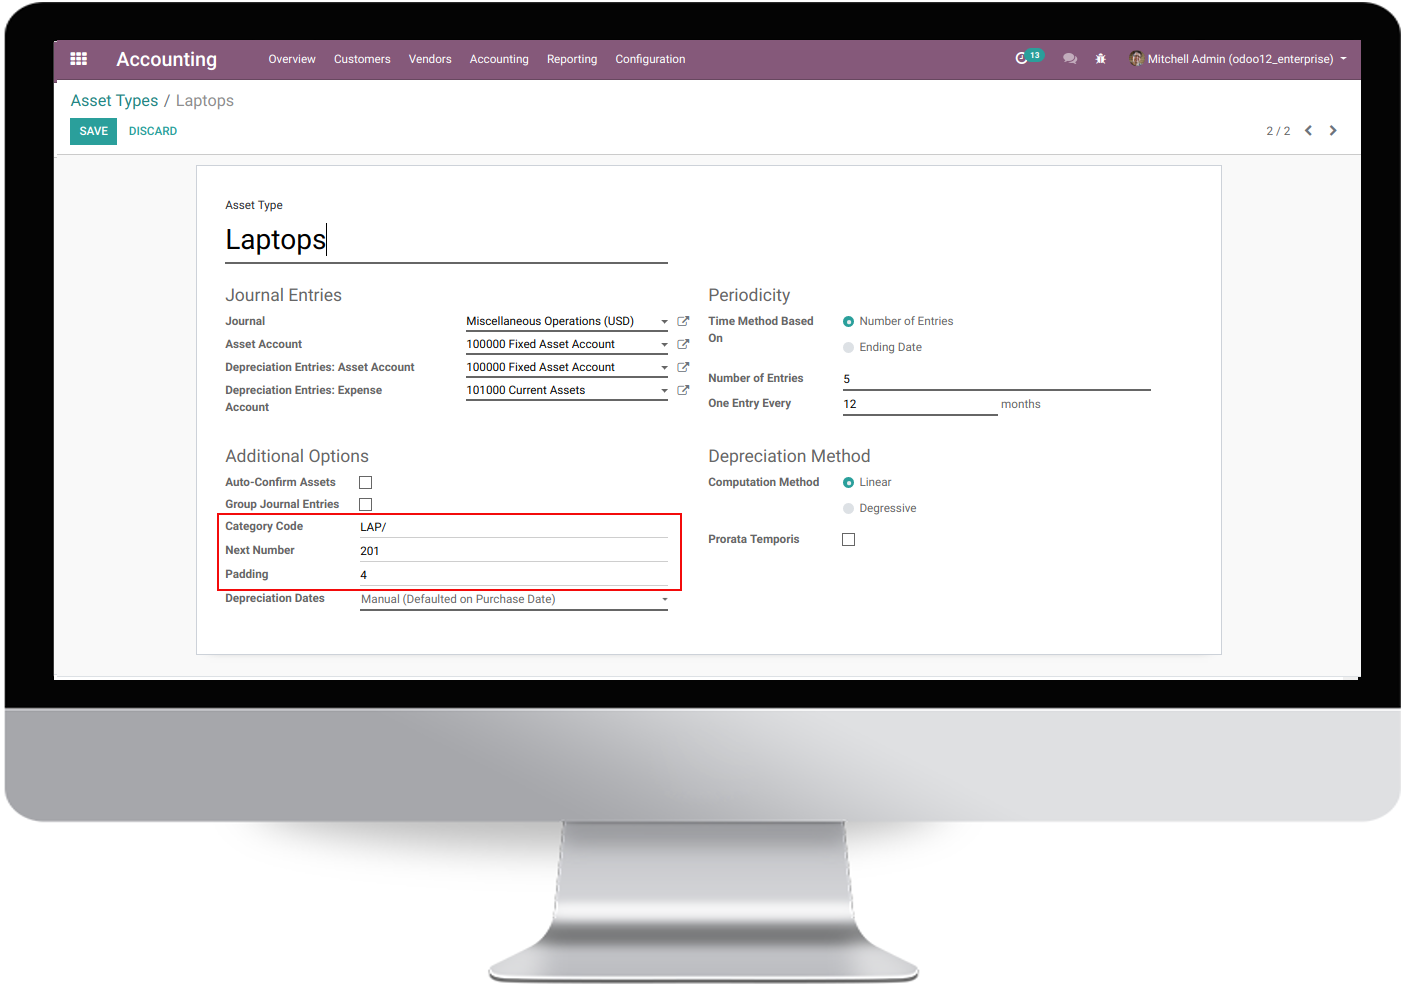 Accounting Overview Customers Vendors Accounting Reporting Configuration 13 Mitchell Admin (odoo12_enterprise)
Asset Types / Laptops
SAVE DISCARD 2 / 2
Asset Type
Laptops
Journal Entries
Journal Miscellaneous Operations (USD)
Asset Account 100000 Fixed Asset Account
Depreciation Entries: Asset Account 100000 Fixed Asset Account
Depreciation Entries: Expense 101000 Current Assets
Account
Periodicity
Time Method Based Number of Entries
On
Ending Date
Number of Entries 5
One Entry Every 12 months
Additional Options
Auto-Confirm Assets
Group Journal Entries
Category Code LAP/
Next Number 201
Padding 4
Depreciation Dates Manual (Defaulted on Purchase Date)
Depreciation Method
Computation Method Linear
Degressive
Prorata Temporis